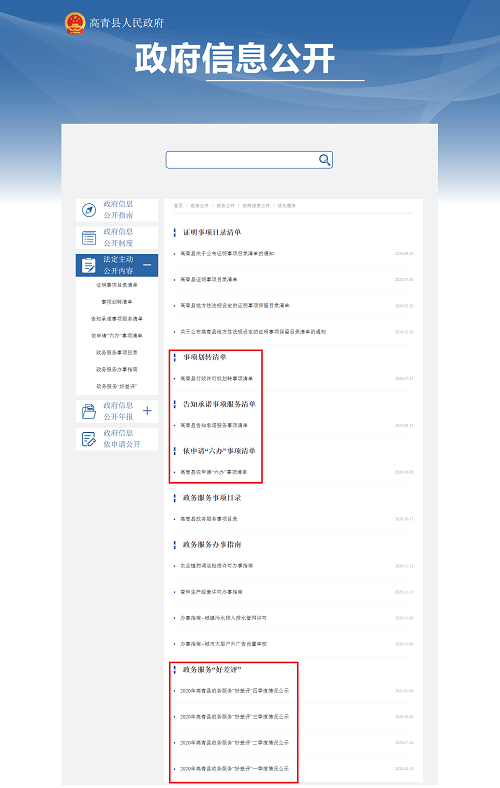 高青县人民政府
政府信息公开
首页 / 政务公开 / 政务公开 / 政府信息公开 / 优化服务
政府信息
公开指南
政府信息
公开制度
法定主动
公开内容
证明事项目录清单
事项划转清单
告知承诺事项服务清单
依申请“六办”事项清单
政务服务事项目录
政务服务办事指南
政务服务“好差评”
政府信息
公开年报
政府信息
依申请公开
证明事项目录清单
高青县关于公布证明事项目录清单的通知
高青县证明事项目录清单
高青县地方性法规设定的证明事项保留目录清单
关于公布高青县地方性法规设定的证明事项保留目录清单的通知
事项划转清单
高青县行政许可权划转事项清单
告知承诺事项服务清单
高青县告知承诺服务事项清单
依申请“六办”事项清单
高青县依申请“六办”事项清单
政务服务事项目录
高青县政务服务事项目录
政务服务办事指南
农业植物调运检疫许可办事指南
蚕种生产经营许可办事指南
办事指南--城镇污水排入排水管网许可
办事指南--城市大型户外广告设置审核
政务服务“好差评”
2020年高青县政务服务“好差评”四季度情况公示
2020年高青县政务服务“好差评”三季度情况公示
2020年高青县政务服务“好差评”二季度情况公示
2020年高青县政务服务“好差评”一季度情况公示